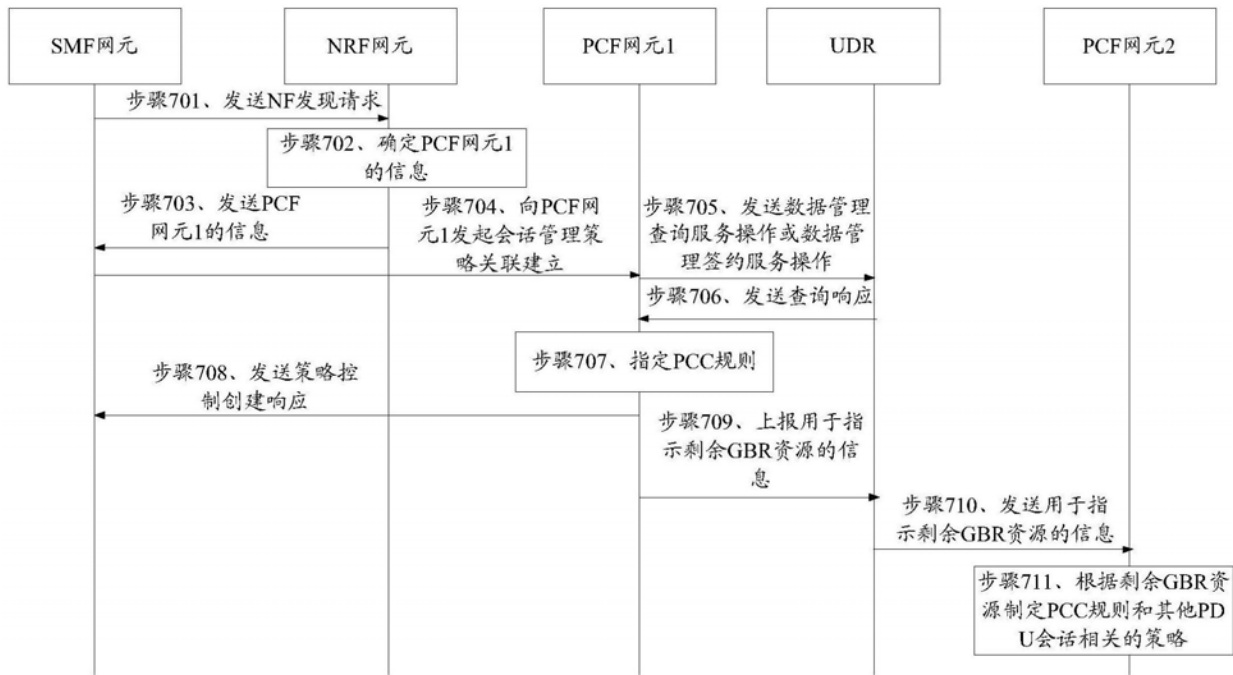 SMF网元
NRF网元
PCF网元1
UDR
PCF网元2
步骤701、发送NF发现请求
步骤702、确定PCF网元1
的信息
步骤703、发送PCF
网元1的信息
步骤704、向PCF网
元1发起会话管理策
略关联建立
步骤705、发送数据管理
查询服务操作或数据管
理签约服务操作
步骤706、发送查询响应
步骤707、指定PCC规则
步骤708、发送策略控
制创建响应
步骤709、上报用于指
示剩余GBR资源的信
息
步骤710、发送用于指
示剩余GBR资源的信息
步骤711、根据剩余GBR资
源制定PCC规则和其他PD
U会话相关的策略